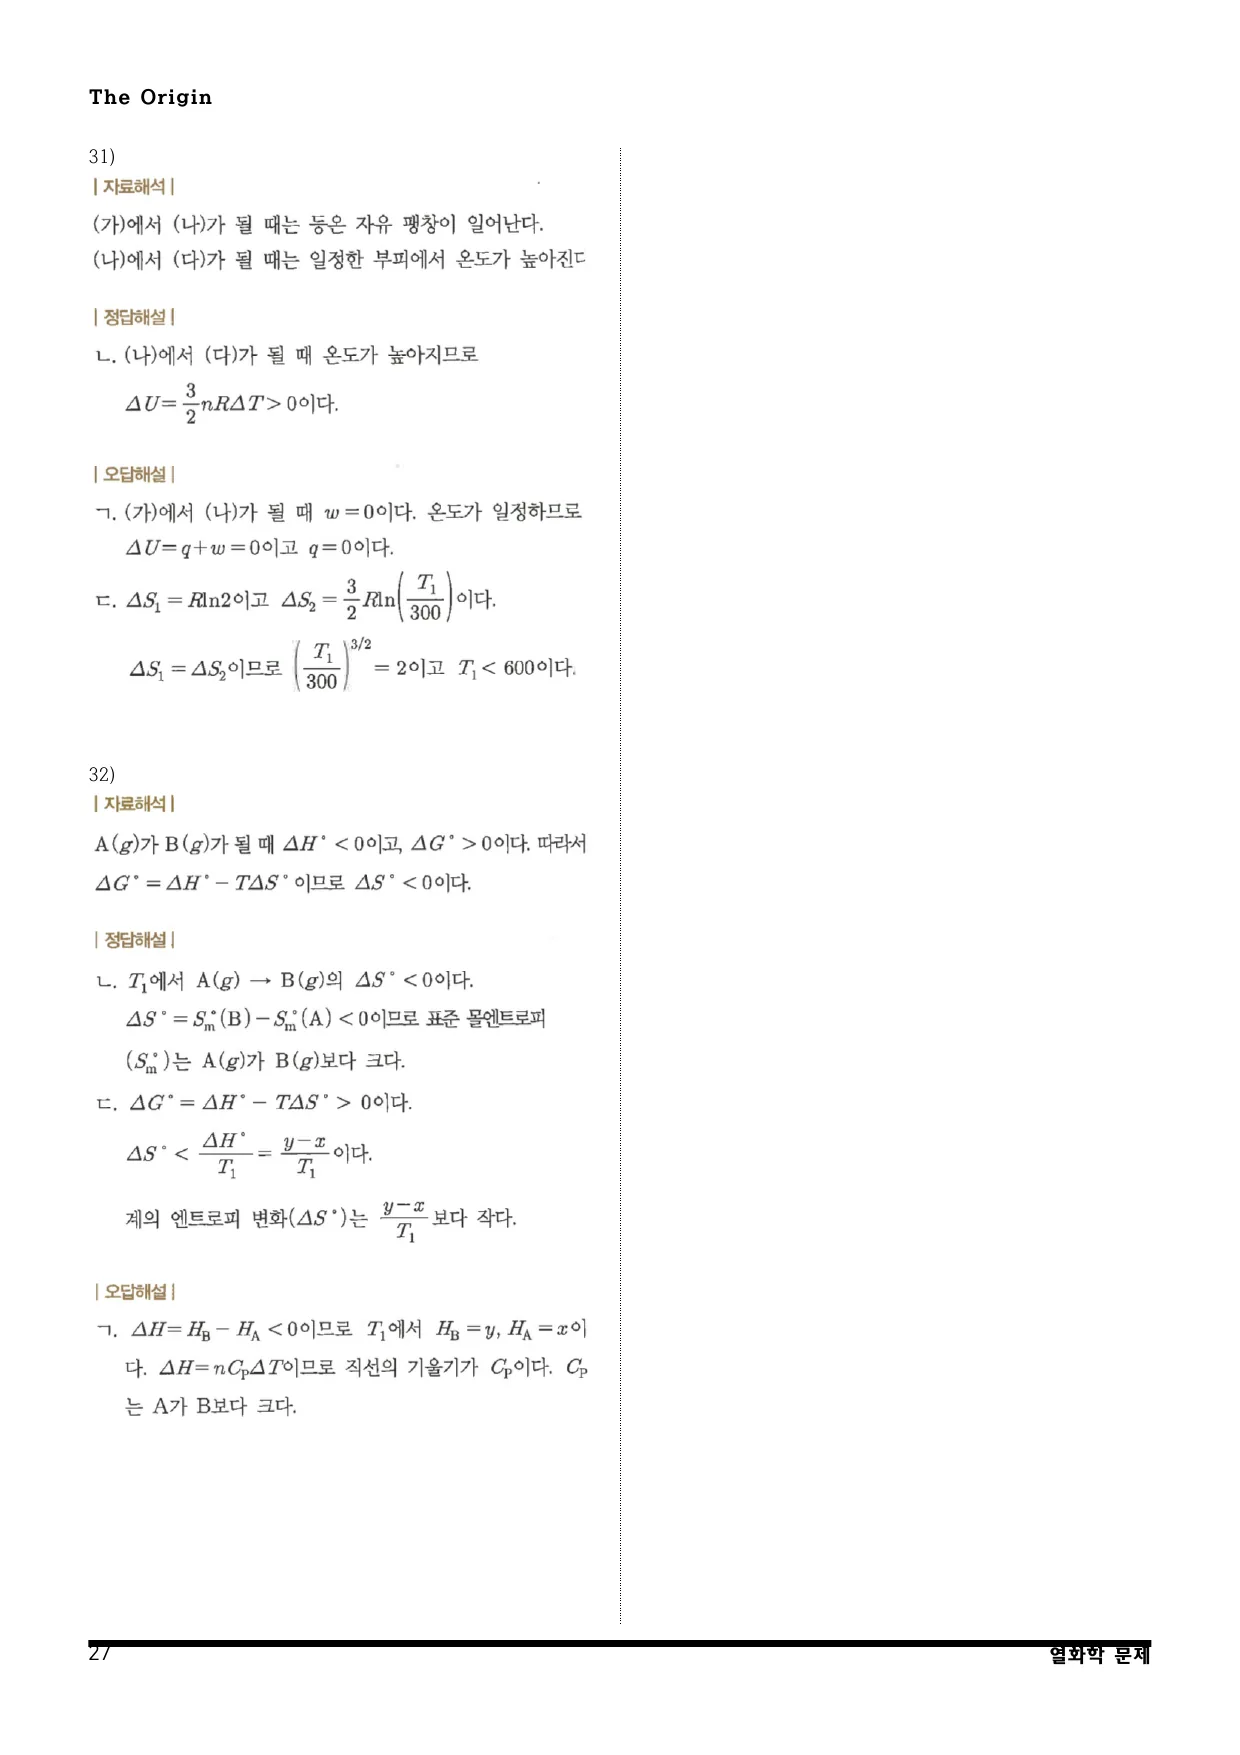 The Origin
31)
| 자료해석 |
(가)에서 (나)가 될 때는 등온 자유 팽창이 일어난다.
(나)에서 (다)가 될 때는 일정한 부피에서 온도가 높아진다
| 정답해설 |
ㄴ. (나)에서 (다)가 될 때 온도가 높아지므로
ΔU = 3/2 nRΔT > 0이다.
| 오답해설 |
ㄱ. (가)에서 (나)가 될 때 w = 0이다. 온도가 일정하므로
ΔU = q + w = 0이고 q = 0이다.
ㄷ. ΔS₁ = Rln2이고 ΔS₂ = 3/2 Rln(T₁/300)이다.
ΔS₁ = ΔS₂이므로 (T₁/300)^3/2 = 2이고 T₁ < 600이다.
32)
| 자료해석 |
A(g)가 B(g)가 될 때 ΔH° < 0이고, ΔG° > 0이다. 따라서
ΔG° = ΔH° − TΔS°이므로 ΔS° < 0이다.
| 정답해설 |
ㄴ. T₁에서 A(g) → B(g)의 ΔS° < 0이다.
ΔS° = S°m(B) − S°m(A) < 0이므로 표준 몰엔트로피
(S°m)는 A(g)가 B(g)보다 크다.
ㄷ. ΔG° = ΔH° − TΔS° > 0이다.
ΔS° < ΔH°/T₁ = (y−x)/T₁이다.
계의 엔트로피 변화(ΔS°)는 (y−x)/T₁보다 작다.
| 오답해설 |
ㄱ. ΔH = H_B − H_A < 0이므로 T₁에서 H_B = y, H_A = x이
다. ΔH = nC_PΔT이므로 직선의 기울기가 C_P이다. C_P
는 A가 B보다 크다.
27
열화학 문제